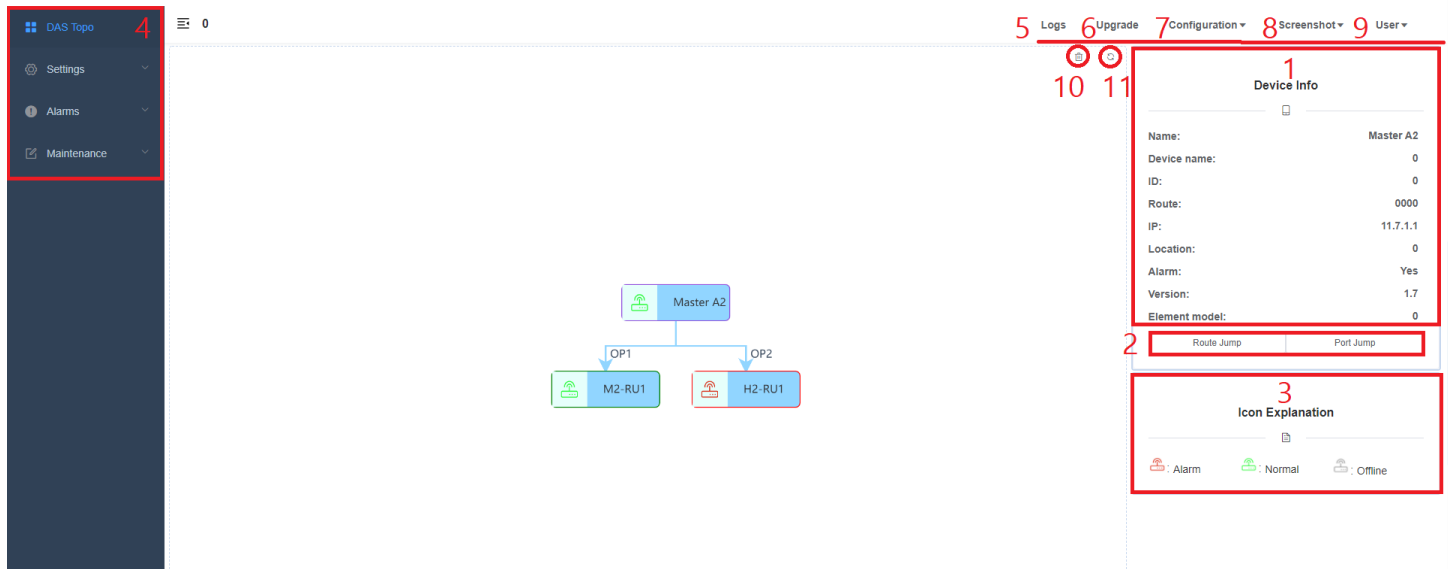 DAS Topo 4
Settings
Alarms
Maintenance
0
5 Logs 6 Upgrade 7 Configuration 8 Screenshot 9 User
10 11
Master A2
OP1 OP2
M2-RU1 H2-RU1
1
Device Info
Name: Master A2
Device name: 0
ID: 0
Route: 0000
IP: 11.7.1.1
Location: 0
Alarm: Yes
Version: 1.7
Element model: 0
2 Route Jump Port Jump
3
Icon Explanation
: Alarm : Normal : Offline